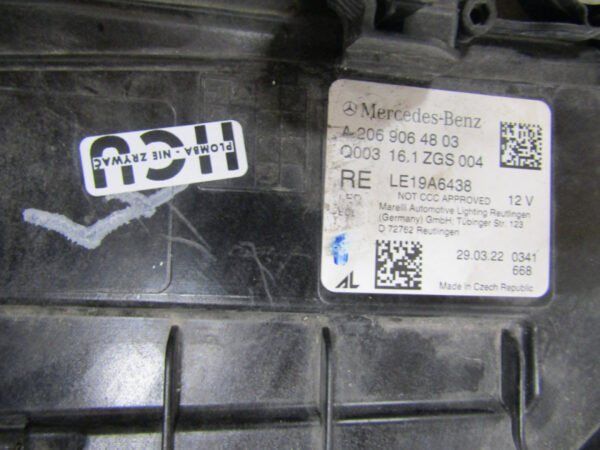 HCU
PLOMBA - NIE ZRYWAĆ
Mercedes-Benz
A 206 906 48 03
Q003 16.1 ZGS 004
RE LE19A6438
LED NOT CCC APPROVED 12 V
Marelli Automotive Lighting Reutlingen
(Germany) GmbH, Tübinger Str. 123
D 72762 Reutlingen
29.03.22 0341
668
AL Made in Czech Republic